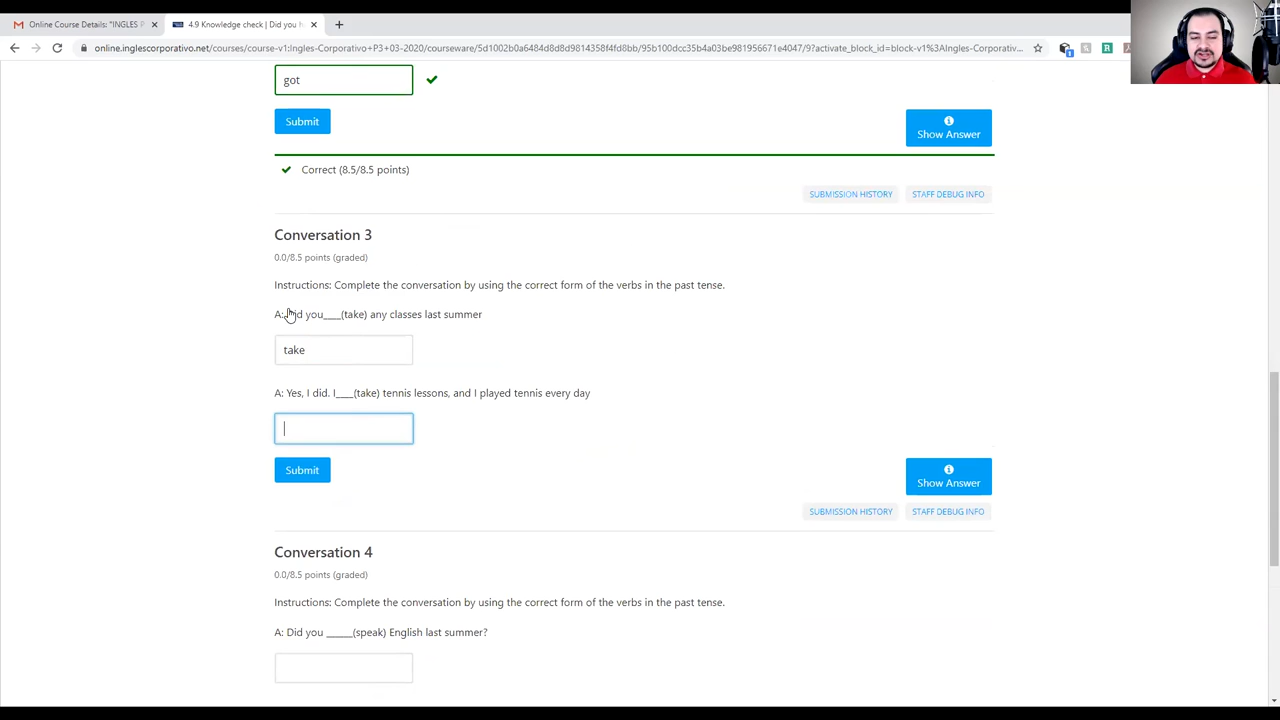 Online Course Details: "INGLES P
4.9 Knowledge check | Did you h
online.inglescorporativo.net/courses/course-v1:Ingles-Corporativo+P3+03-2020/courseware/5d1002b0a6484d8d8d9814358f4fd8bb/95b100dcc35b4a03be981956671e4047/9?activate_block_id=block-v1%3AIngles-Corporativ...
got
Submit
Show Answer
Correct (8.5/8.5 points)
SUBMISSION HISTORY
STAFF DEBUG INFO
Conversation 3
0.0/8.5 points (graded)
Instructions: Complete the conversation by using the correct form of the verbs in the past tense.
A: Did you____(take) any classes last summer
take
A: Yes, I did. I____(take) tennis lessons, and I played tennis every day
Submit
Show Answer
SUBMISSION HISTORY
STAFF DEBUG INFO
Conversation 4
0.0/8.5 points (graded)
Instructions: Complete the conversation by using the correct form of the verbs in the past tense.
A: Did you ______(speak) English last summer?